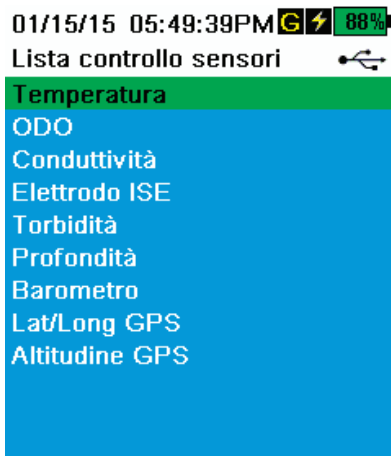 01/15/15 05:49:39PM G 88%
Lista controllo sensori
Temperatura
ODO
Conduttività
Elettrodo ISE
Torbidità
Profondità
Barometro
Lat/Long GPS
Altitudine GPS